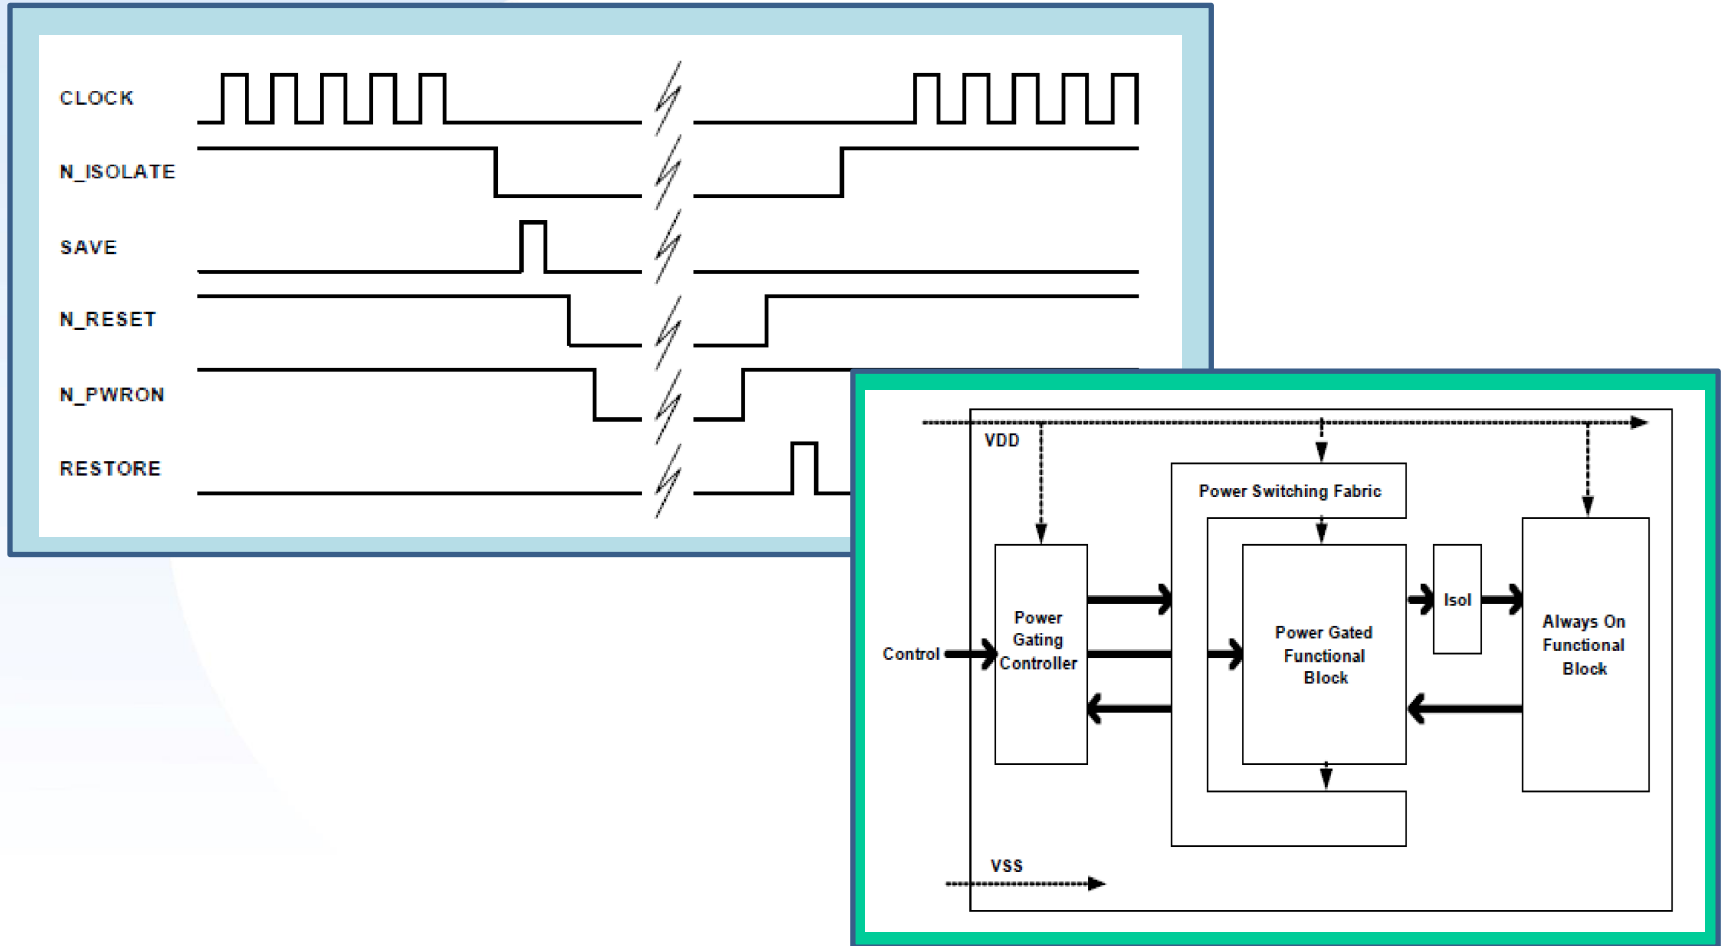 CLOCK
N_ISOLATE
SAVE
N_RESET
N_PWRON
RESTORE
VDD
Power Switching Fabric
Power
Gating
Controller
Control
Power Gated
Functional
Block
Isol
Always On
Functional
Block
VSS